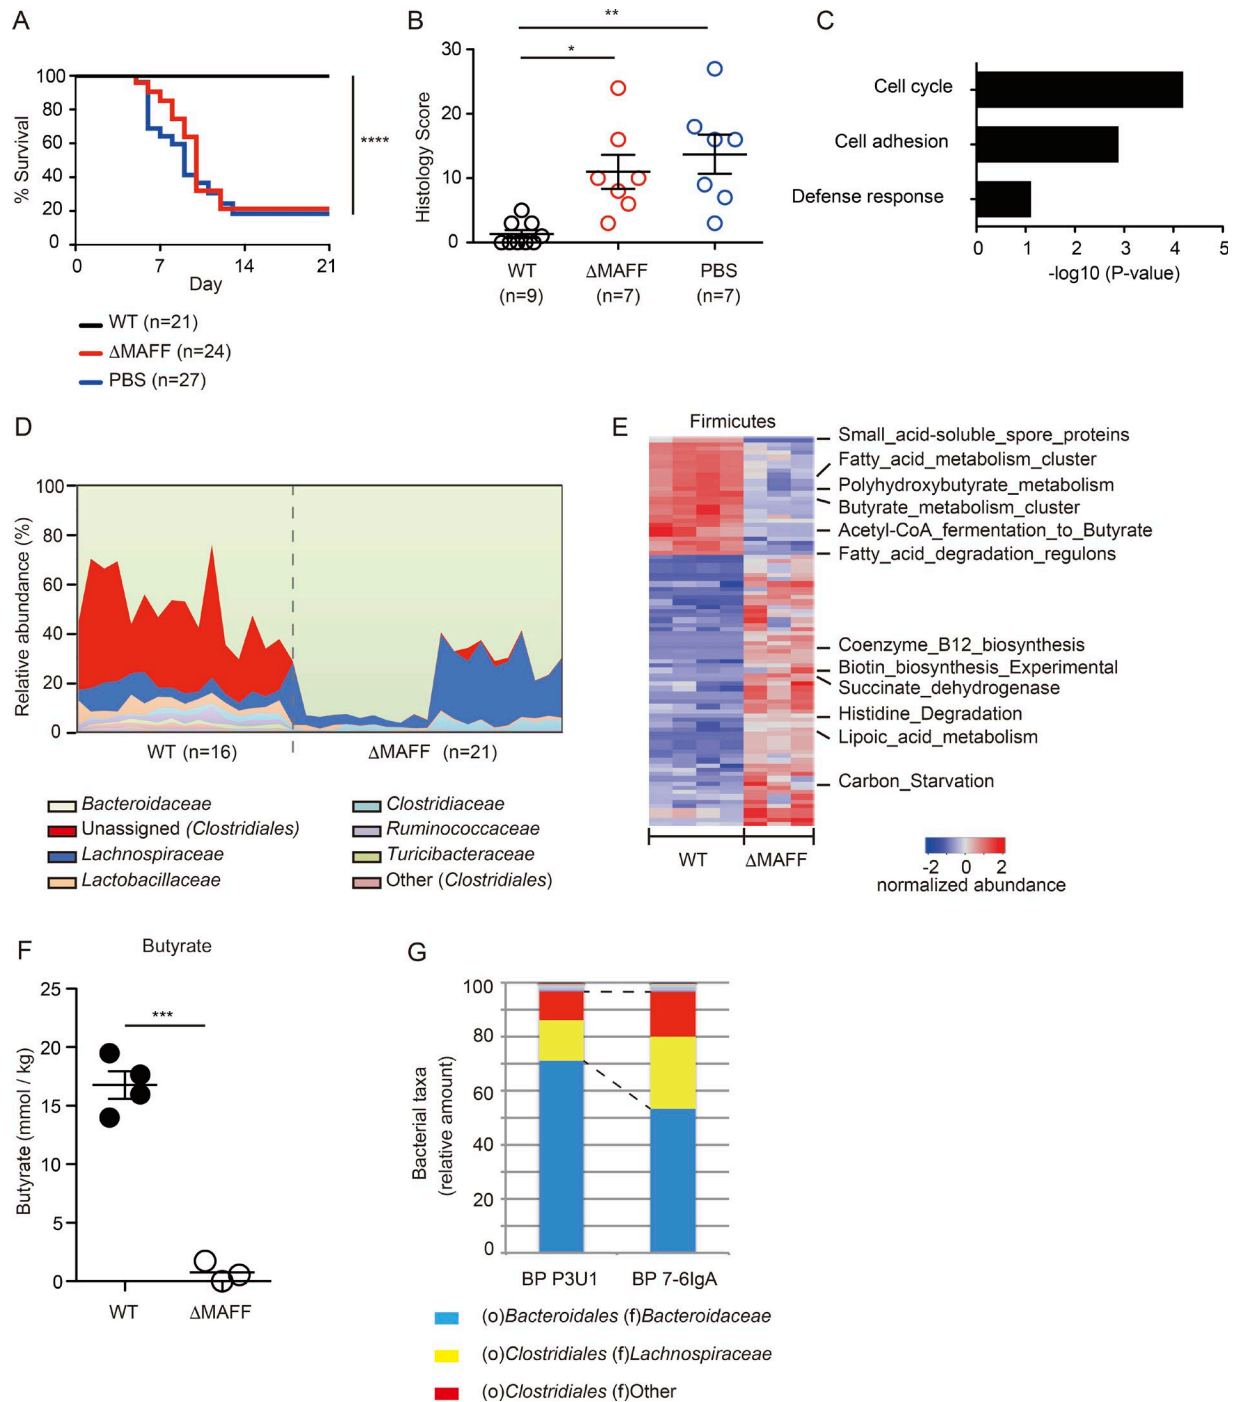 A
% Survival
100
80
60
40
20
0
0
7
14
21
Day
****
WT (n=21)
ΔMAFF (n=24)
PBS (n=27)
B
Histology Score
30
20
10
0
**
*
WT
(n=9)
ΔMAFF
(n=7)
PBS
(n=7)
C
Cell cycle
Cell adhesion
Defense response
0 1 2 3 4 5
-log10 (P-value)
D
Relative abundance (%)
100
80
60
40
20
0
WT (n=16)
ΔMAFF (n=21)
Bacteroidaceae
Unassigned (Clostridiales)
Lachnospiraceae
Lactobacillaceae
Clostridiaceae
Ruminococcaceae
Turicibacteraceae
Other (Clostridiales)
E
Firmicutes
Small_acid-soluble_spore_proteins
Fatty_acid_metabolism_cluster
Polyhydroxybutyrate_metabolism
Butyrate_metabolism_cluster
Acetyl-CoA_fermentation_to_Butyrate
Fatty_acid_degradation_regulons
Coenzyme_B12_biosynthesis
Biotin_biosynthesis_Experimental
Succinate_dehydrogenase
Histidine_Degradation
Lipoic_acid_metabolism
Carbon_Starvation
WT
ΔMAFF
-2 0 2
normalized abundance
F
Butyrate
Butyrate (mmol / kg)
25
20
15
10
5
0
***
WT
ΔMAFF
G
Bacterial taxa
(relative amount)
100
80
60
40
20
0
BP P3U1
BP 7-6IgA
(o)Bacteroidales (f)Bacteroidaceae
(o)Clostridiales (f)Lachnospiraceae
(o)Clostridiales (f)Other